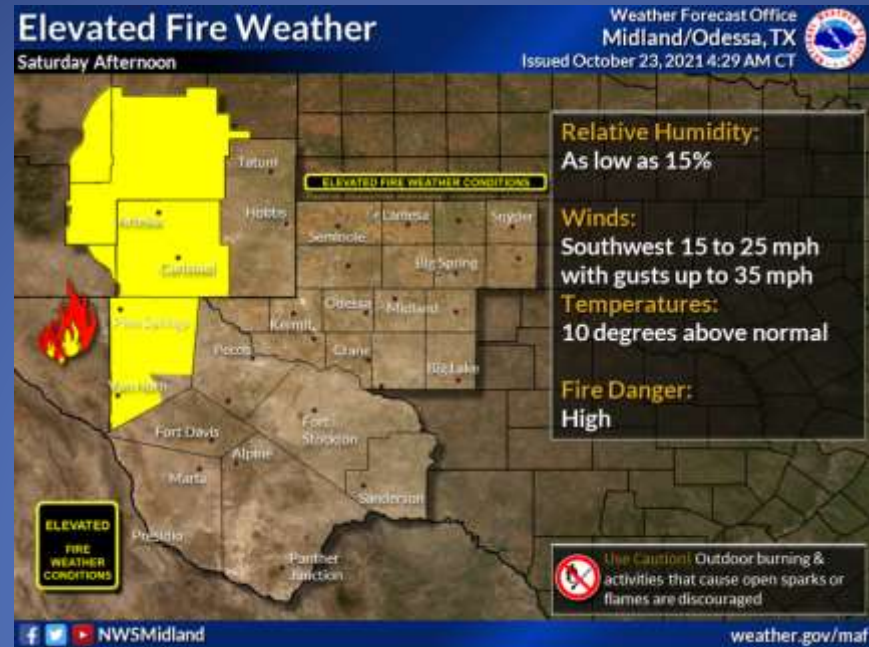 Elevated Fire Weather
Saturday Afternoon
Weather Forecast Office
Midland/Odessa, TX
Issued October 23, 2021 4:29 AM CT
Relative Humidity:
As low as 15%
Winds:
Southwest 15 to 25 mph
with gusts up to 35 mph
Temperatures:
10 degrees above normal
Fire Danger:
High
ELEVATED FIRE WEATHER CONDITIONS
Tatum
Hobbs
Artesia
Carlsbad
Lamesa
Snyder
Seminole
Big Spring
Odessa
Midland
Pine Springs
Kermit
Pecos
Crane
Big Lake
Van Horn
Fort Davis
Fort
Stockton
Alpine
Marfa
Sanderson
Presidio
Panther
Junction
ELEVATED
FIRE
WEATHER
CONDITIONS
Use Caution! Outdoor burning &
activities that cause open sparks or
flames are discouraged
NWSMidland
weather.gov/maf